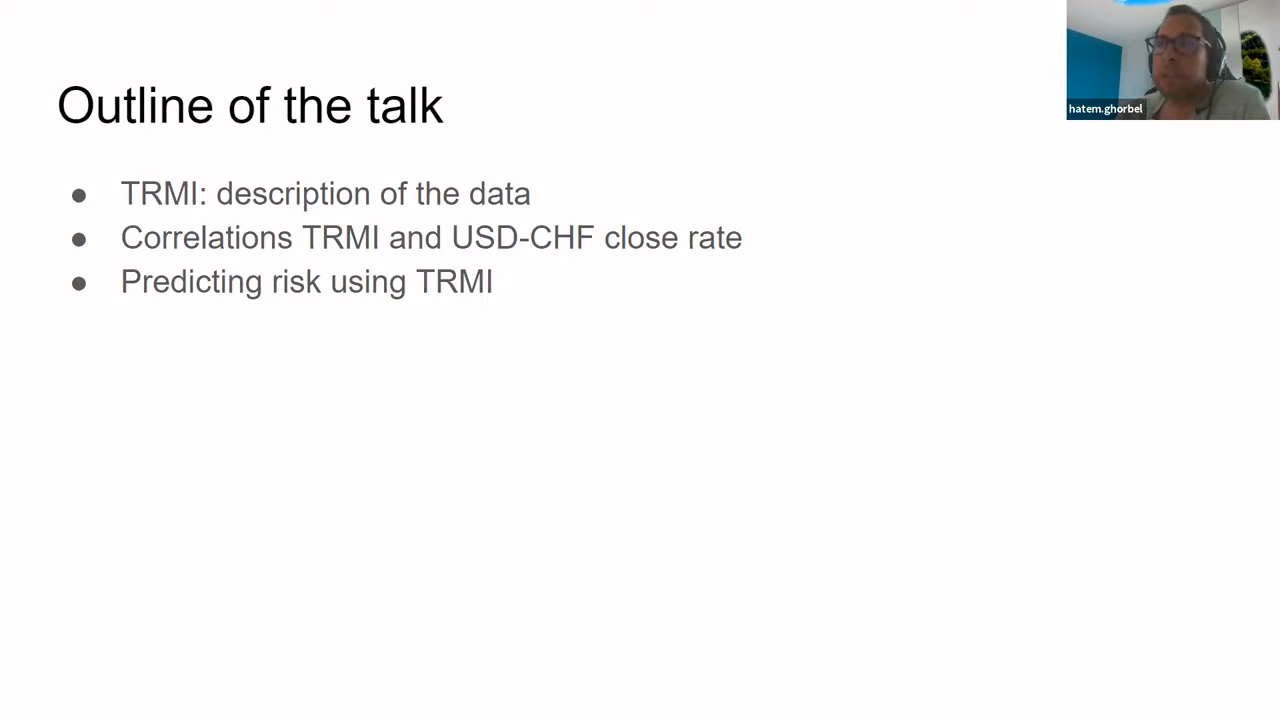 Outline of the talk
● TRMI: description of the data
● Correlations TRMI and USD-CHF close rate
● Predicting risk using TRMI
hatem.ghorbel